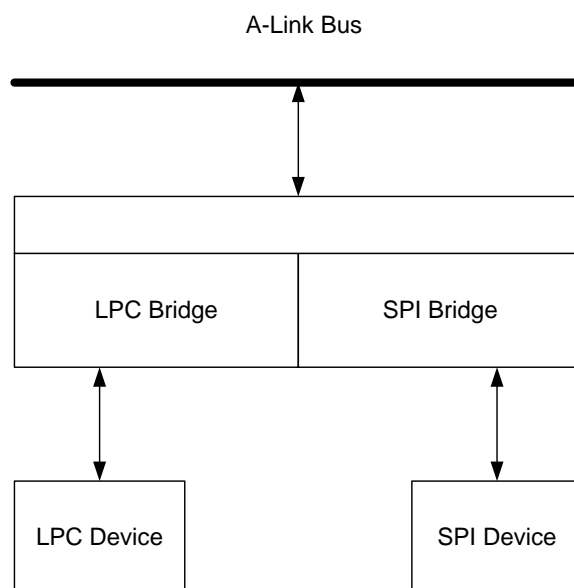 A-Link Bus
LPC Bridge
SPI Bridge
LPC Device
SPI Device